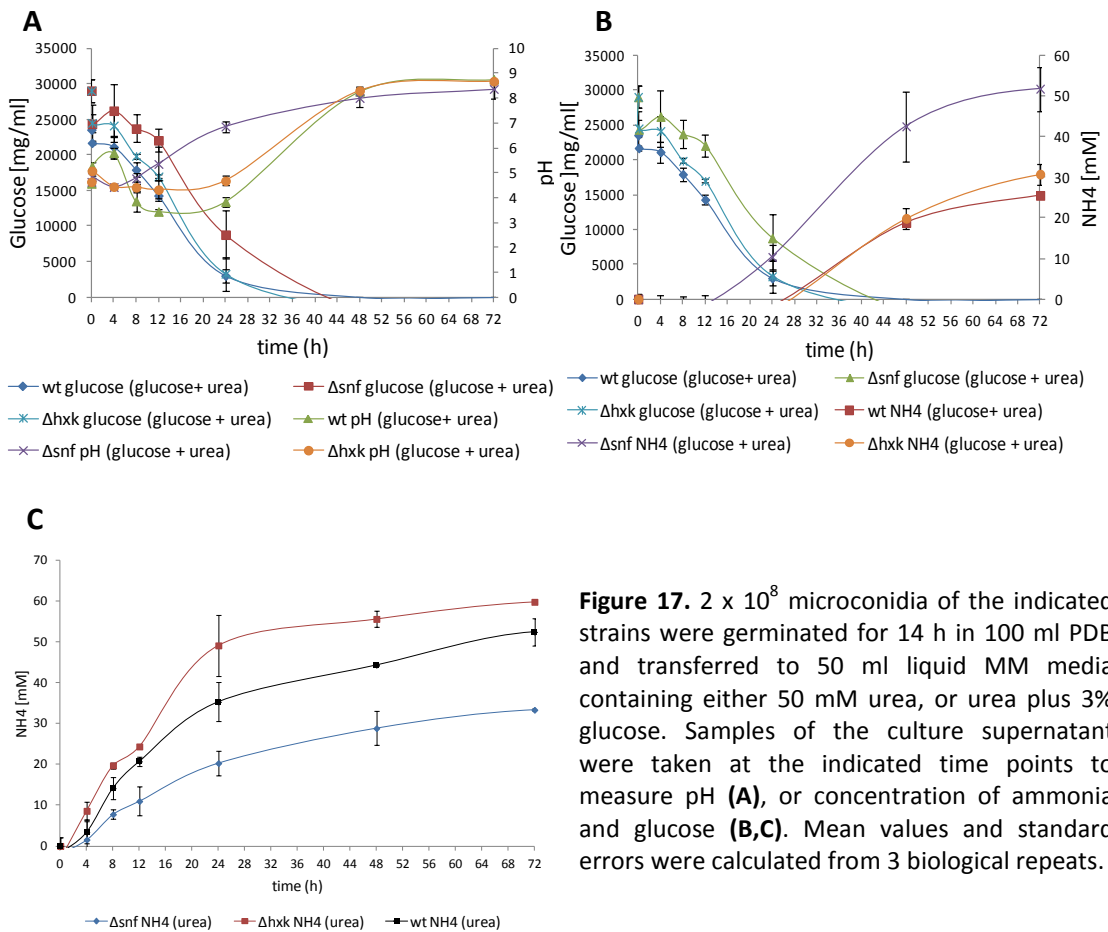 A
B
35000
30000
25000
20000
15000
10000
5000
0
Glucose [mg/ml]
10
9
8
7
6
5
4
3
2
1
0
pH
0 4 8 12 16 20 24 28 32 36 40 44 48 52 56 60 64 68 72
time (h)
wt glucose (glucose+ urea)
Δsnf glucose (glucose + urea)
Δhxk glucose (glucose + urea)
wt pH (glucose+ urea)
Δsnf pH (glucose + urea)
Δhxk pH (glucose + urea)
35000
30000
25000
20000
15000
10000
5000
0
Glucose ]mg/ml[
60
50
40
30
20
10
0
NH4 [mM]
0 4 8 12 16 20 24 28 32 36 40 44 48 52 56 60 64 68 72
time (h)
wt glucose (glucose+ urea)
Δsnf glucose (glucose + urea)
Δhxk glucose (glucose + urea)
wt NH4 (glucose+ urea)
Δsnf NH4 (glucose + urea)
Δhxk NH4 (glucose + urea)
C
70
60
50
40
30
20
10
0
NH4 [mM]
0 4 8 12 16 20 24 28 32 36 40 44 48 52 56 60 64 68 72
time (h)
Δsnf NH4 (urea)
Δhxk NH4 (urea)
wt NH4 (urea)
Figure 17. 2 x 10⁸ microconidia of the indicated
strains were germinated for 14 h in 100 ml PDB
and transferred to 50 ml liquid MM media
containing either 50 mM urea, or urea plus 3%
glucose. Samples of the culture supernatant
were taken at the indicated time points to
measure pH (A), or concentration of ammonia
and glucose (B,C). Mean values and standard
errors were calculated from 3 biological repeats.